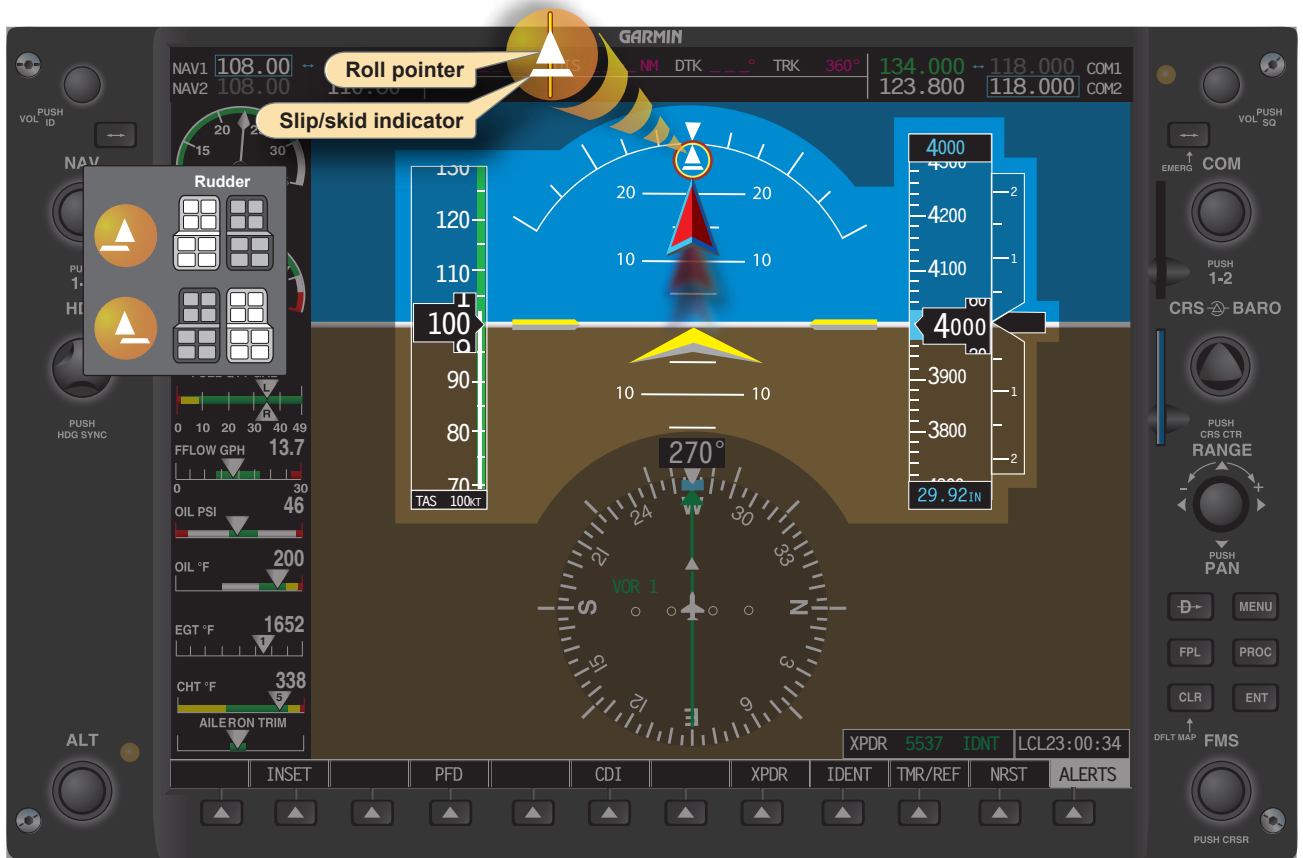 GARMIN
NAV1 108.00 ↔
NAV2 108.00
NM DTK _ _ _° TRK 360°
134.000 ↔ 118.000 COM1
123.800 118.000 COM2
Roll pointer
Slip/skid indicator
VOL PUSH ID
VOL PUSH SQ
NAV
EMERG
COM
20
15
30
Rudder
PUSH
1-2
CRS BARO
PUSH
CRS CTR
RANGE
- +
PUSH
PAN
PUSH
HDG SYNC
130
120
110
100
90
80
70
TAS 100KT
20 20
10 10
10 10
4000
4300
4200
4100
4000
3900
3800
29.92IN
2
1
1
2
270°
24
W
30
33
N
3
6
E
12
15
S
21
VOR 1
L
R
0 10 20 30 40 49
FFLOW GPH 13.7
0 30
OIL PSI 46
OIL °F 200
EGT °F 1652
1
CHT °F 338
5
AILERON TRIM
XPDR 5537 IDNT LCL23:00:34
INSET PFD CDI XPDR IDENT TMR/REF NRST ALERTS
ALT
D MENU
FPL PROC
CLR ENT
DFLT MAP
FMS
PUSH CRSR